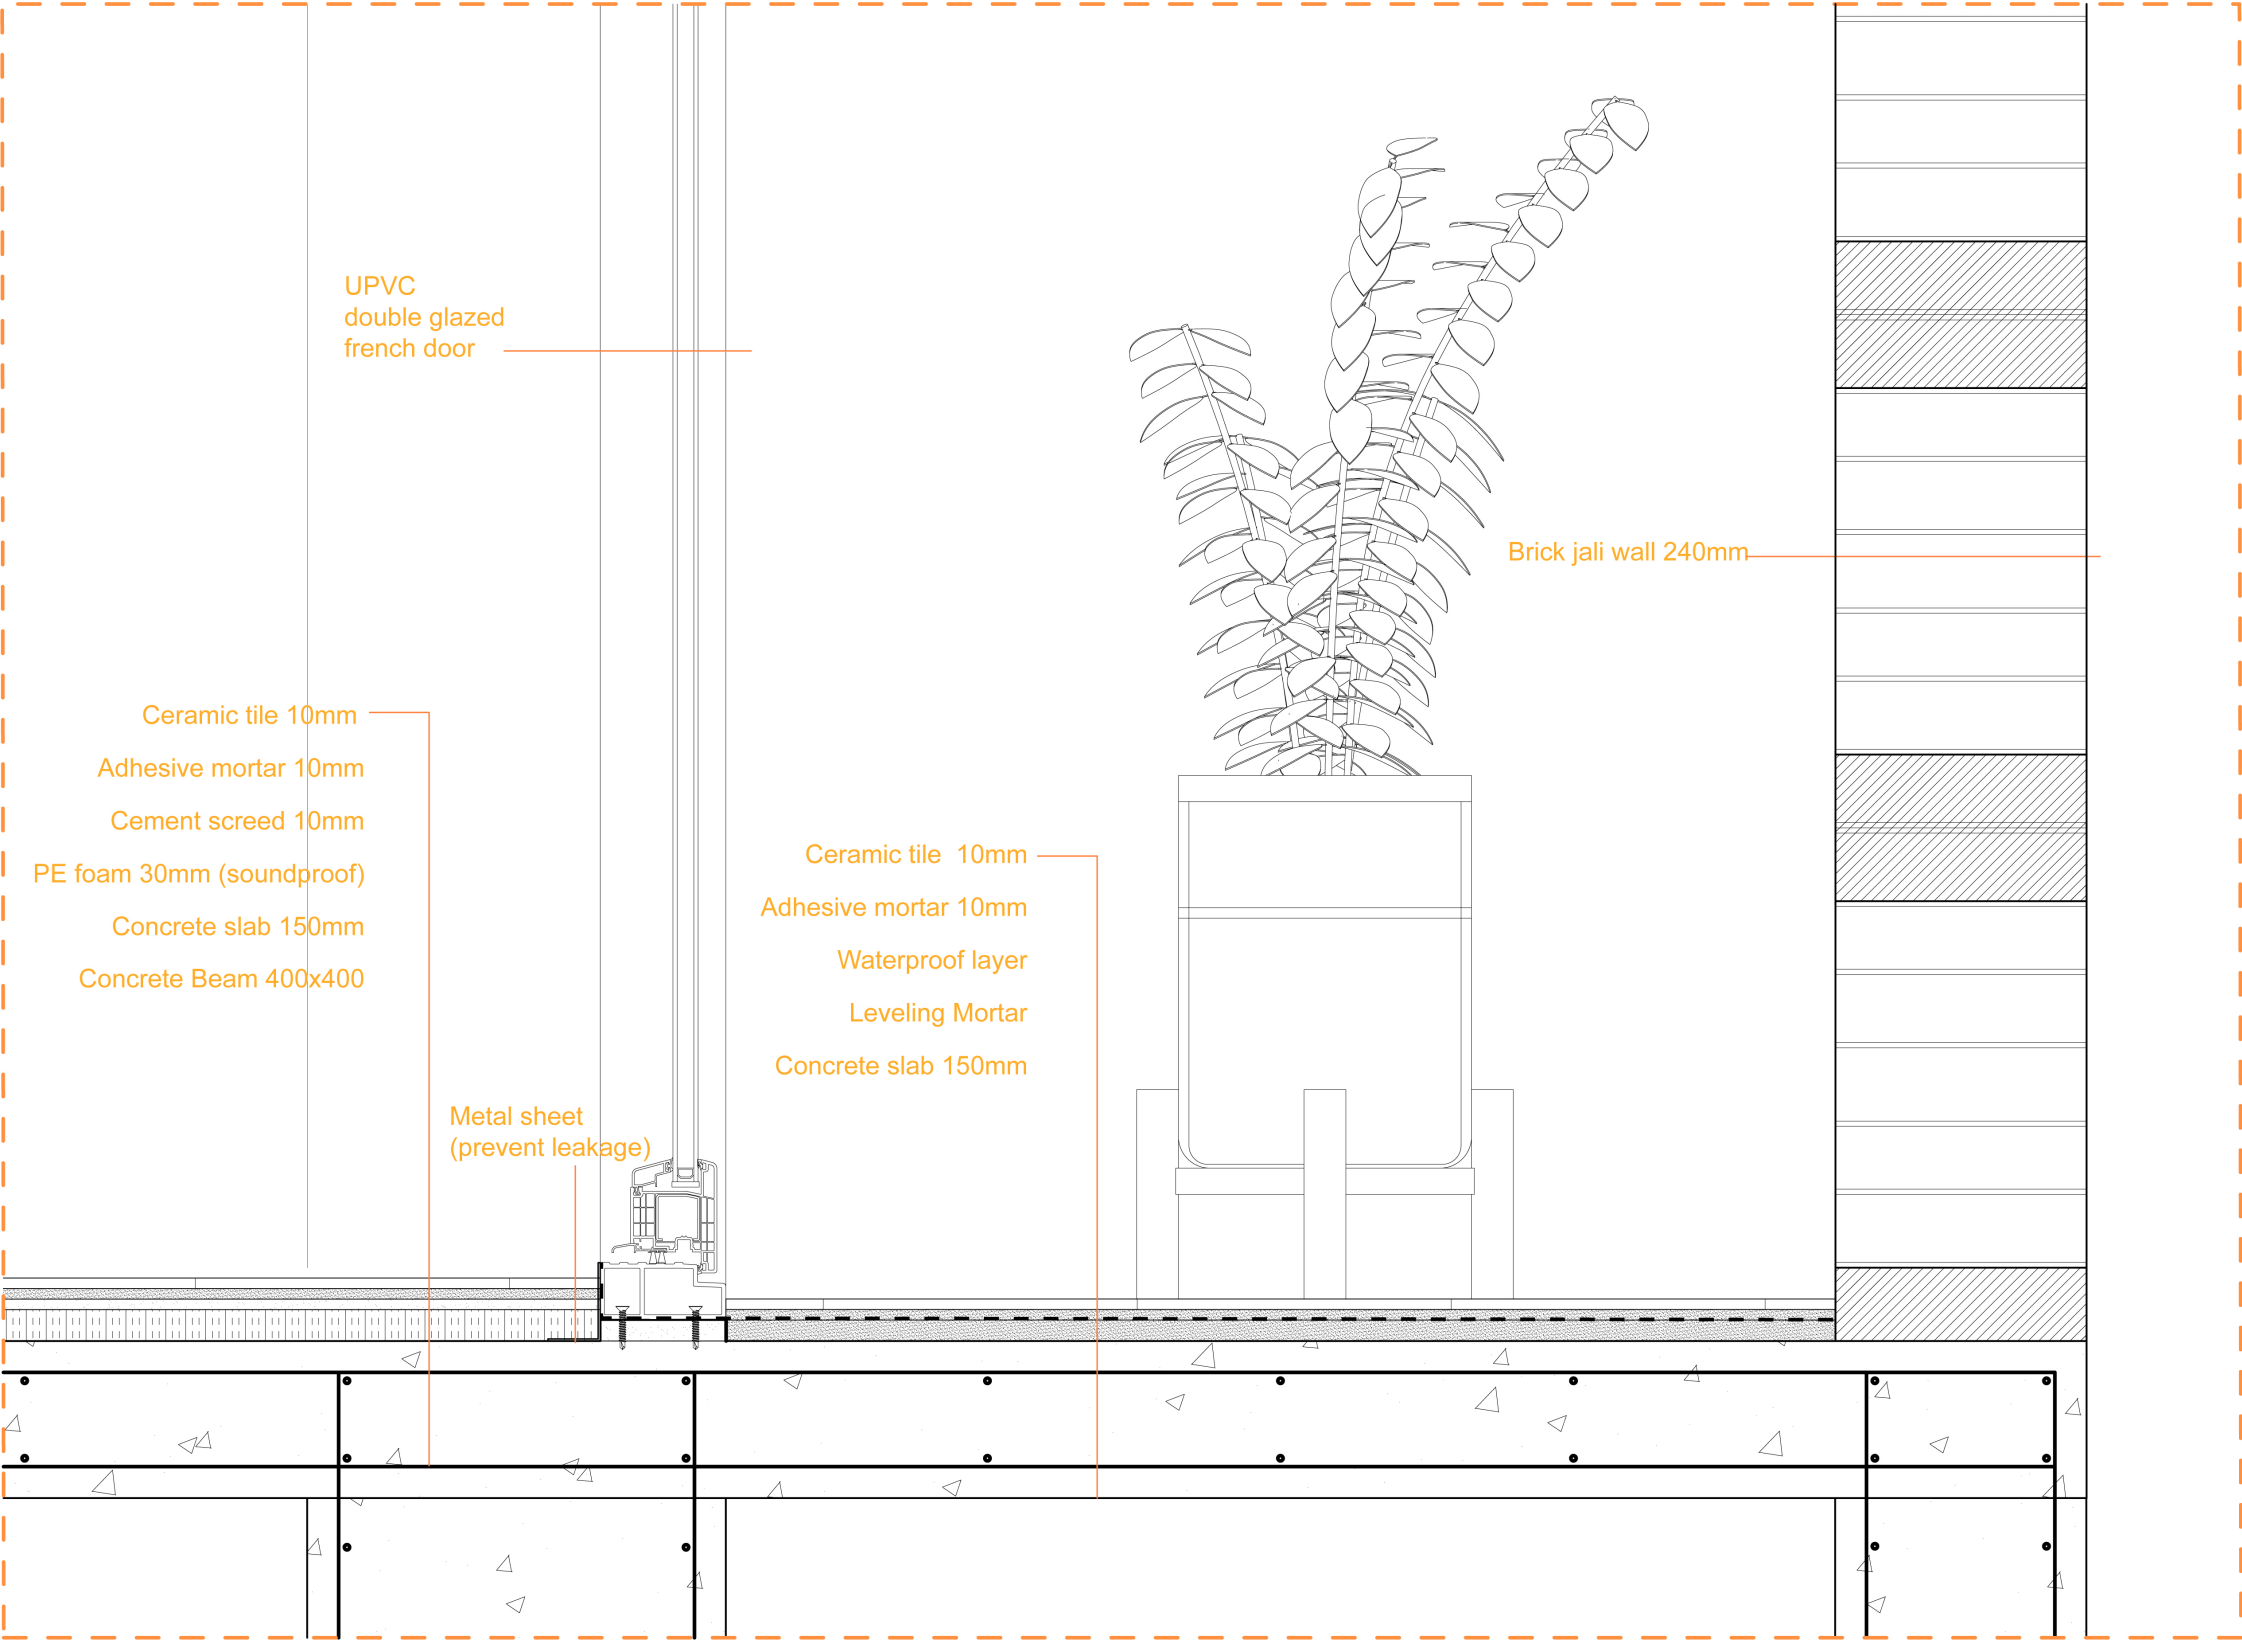 UPVC
double glazed
french door
Brick jali wall 240mm
Ceramic tile 10mm
Adhesive mortar 10mm
Cement screed 10mm
PE foam 30mm (soundproof)
Concrete slab 150mm
Concrete Beam 400x400
Ceramic tile  10mm
Adhesive mortar 10mm
Waterproof layer
Leveling Mortar
Concrete slab 150mm
Metal sheet
(prevent leakage)